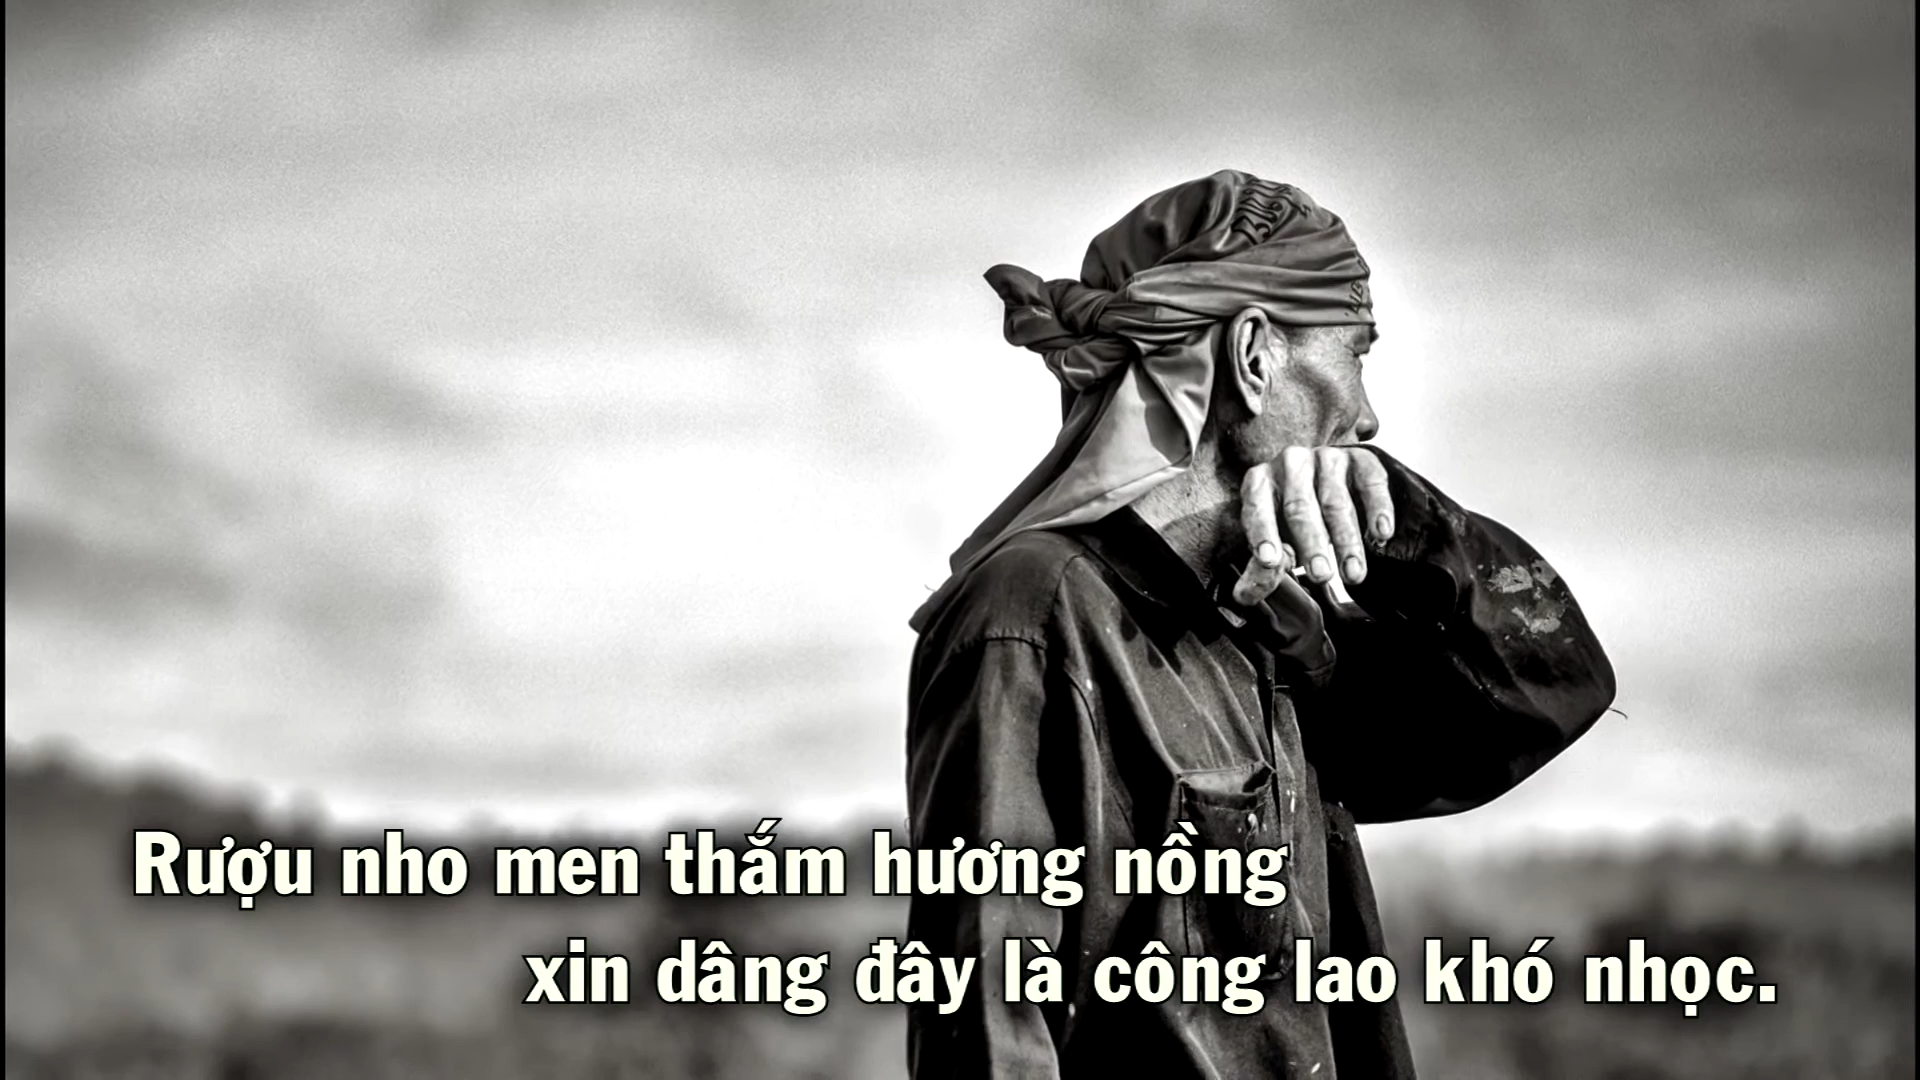 Rượu nho men thắm hương nồng
xin dâng đây là công lao khó nhọc.